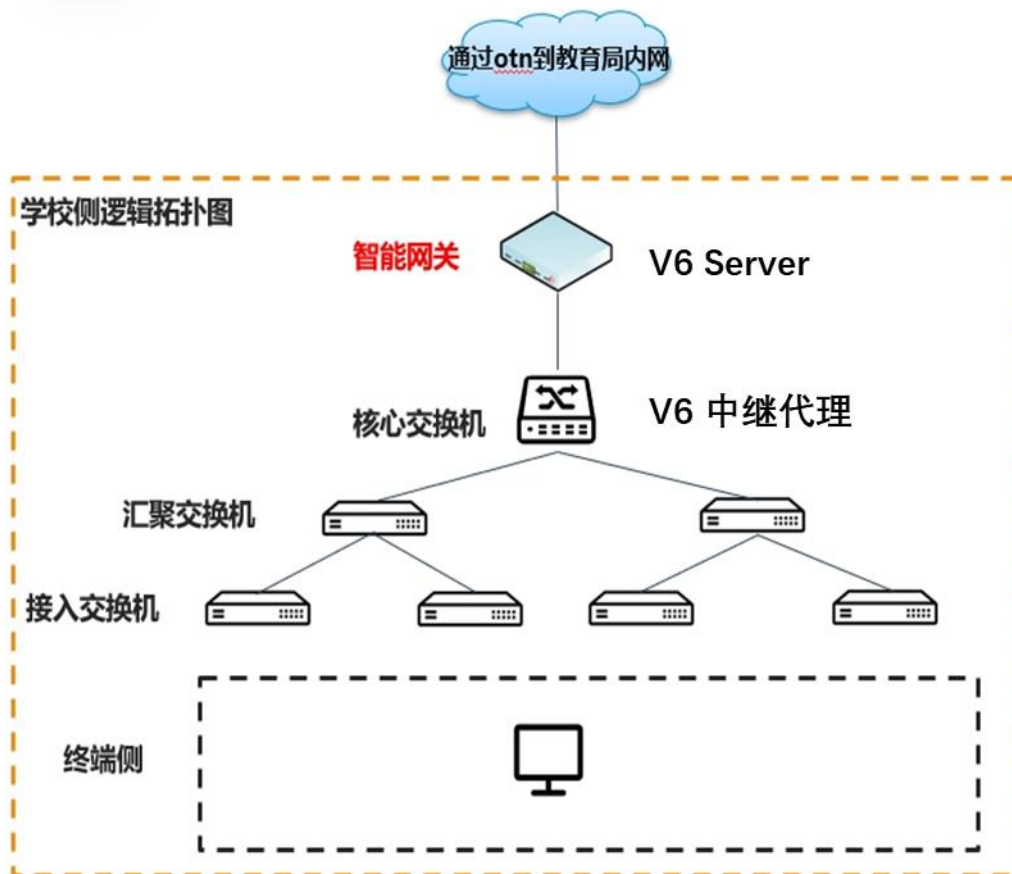 通过otn到教育局内网
学校侧逻辑拓扑图
智能网关
V6 Server
核心交换机
V6 中继代理
汇聚交换机
接入交换机
终端侧